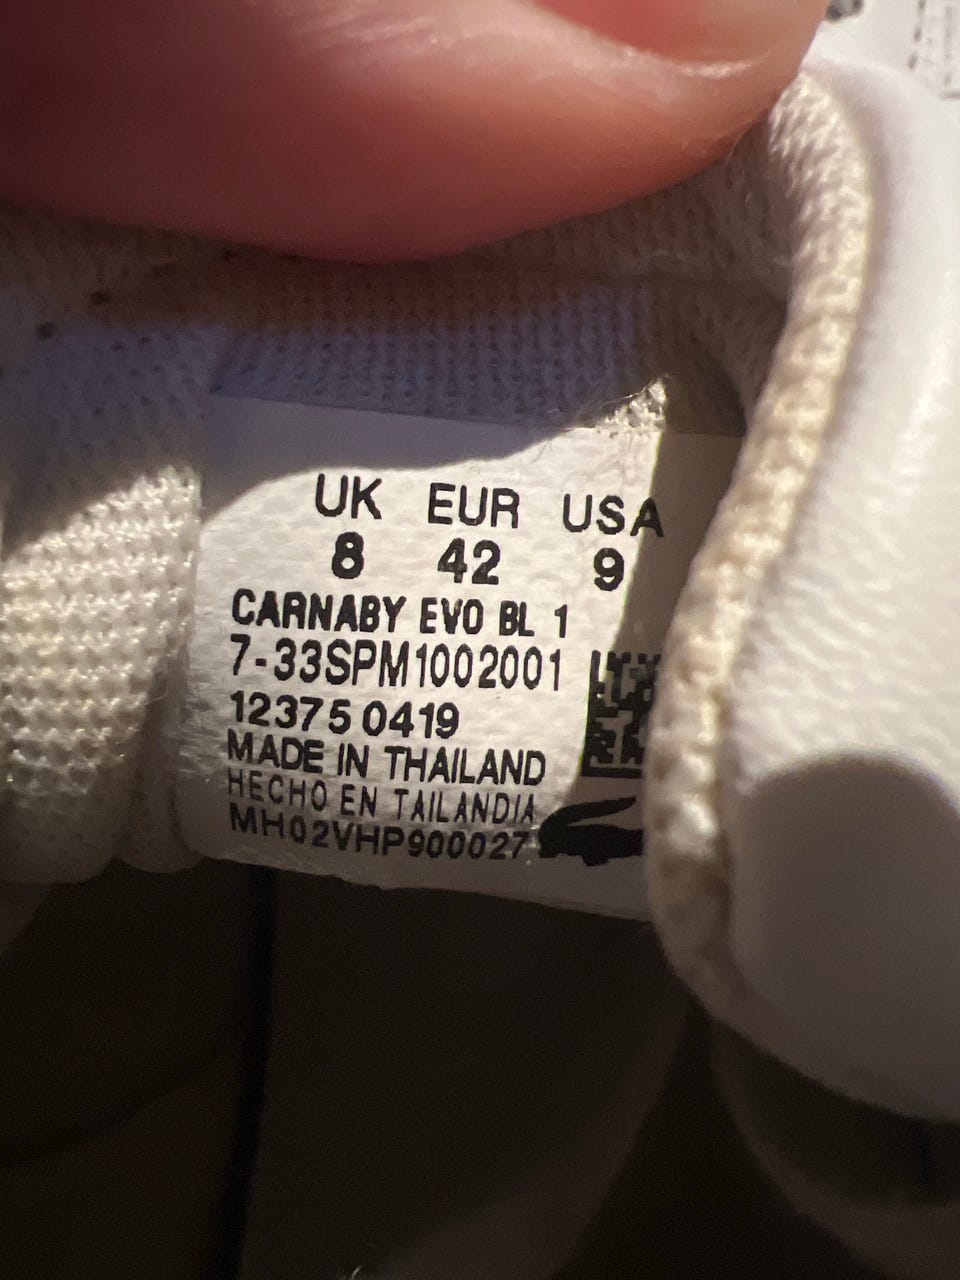 UK EUR USA
8 42 9
CARNABY EVO BL 1
7-33SPM1002001
12375 0419
MADE IN THAILAND
HECHO EN TAILANDIA
MH02VHP900027